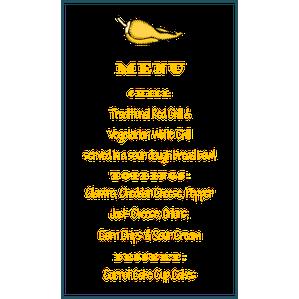 MENU
CHILI:
Traditional Red Chili &
Vegetarian White Chili
served in a sour dough bread bowl
TOPPINGS:
Cilantro, Cheddar Cheese, Pepper
Jack Cheese, Onions,
Corn Chips & Sour Cream
DESSERT:
Carrot Cake Cup Cakes